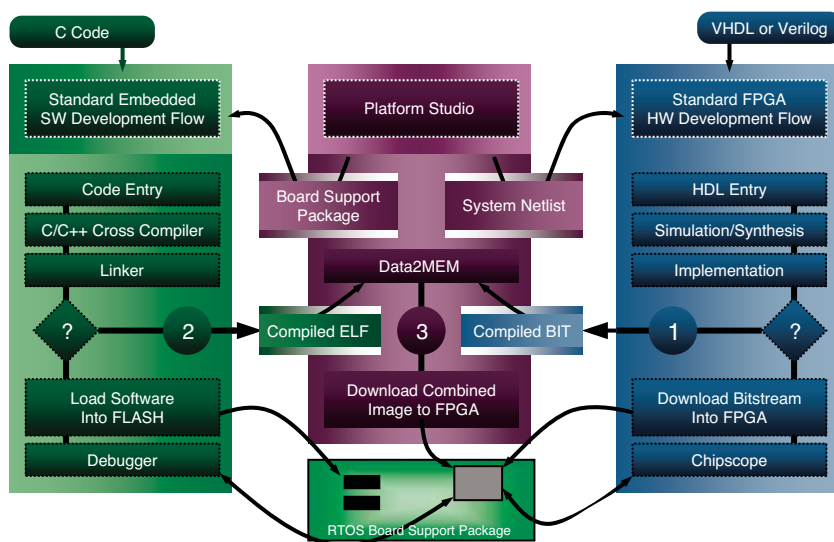 C Code
VHDL or Verilog
Standard Embedded
SW Development Flow
Platform Studio
Standard FPGA
HW Development Flow
Code Entry
Board Support
Package
System Netlist
HDL Entry
C/C++ Cross Compiler
Simulation/Synthesis
Linker
Data2MEM
Implementation
?
2
Compiled ELF
3
Compiled BIT
1
?
Load Software
Into FLASH
Download Combined
Image to FPGA
Download Bitstream
Into FPGA
Debugger
Chipscope
RTOS Board Support Package